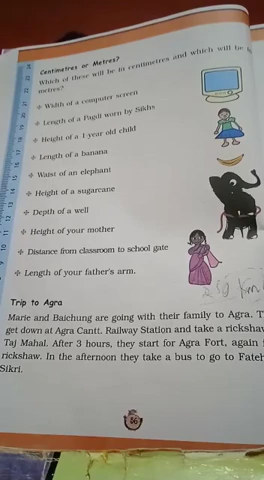 Centimetres or Metres?
Which of these will be in centimetres and which will be
metres?
✢ Width of a computer screen
✢ Length of a Pagdi worn by Sikhs
✢ Height of a 1-year old child
✢ Length of a banana
✢ Waist of an elephant
✢ Height of a sugarcane
✢ Depth of a well
✢ Height of your mother
✢ Distance from classroom to school gate
✢ Length of your father's arm.
Trip to Agra
Marie and Baichung are going with their family to Agra. T
get down at Agra Cantt. Railway Station and take a ricksha
Taj Mahal. After 3 hours, they start for Agra Fort, again
rickshaw. In the afternoon they take a bus to go to Fateh
Sikri.